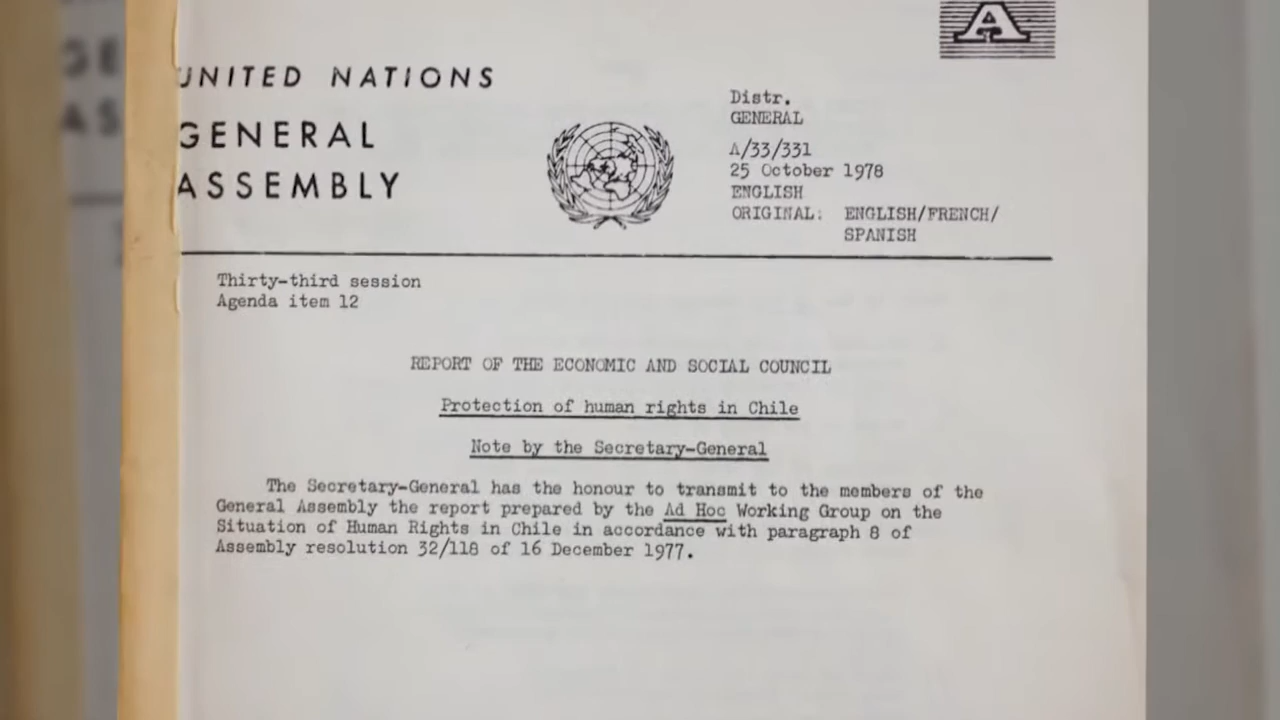 A
UNITED NATIONS
GENERAL
ASSEMBLY
Distr.
GENERAL
A/33/331
25 October 1978
ENGLISH
ORIGINAL: ENGLISH/FRENCH/
SPANISH
Thirty-third session
Agenda item 12
REPORT OF THE ECONOMIC AND SOCIAL COUNCIL
Protection of human rights in Chile
Note by the Secretary-General
The Secretary-General has the honour to transmit to the members of the
General Assembly the report prepared by the Ad Hoc Working Group on the
Situation of Human Rights in Chile in accordance with paragraph 8 of
Assembly resolution 32/118 of 16 December 1977.